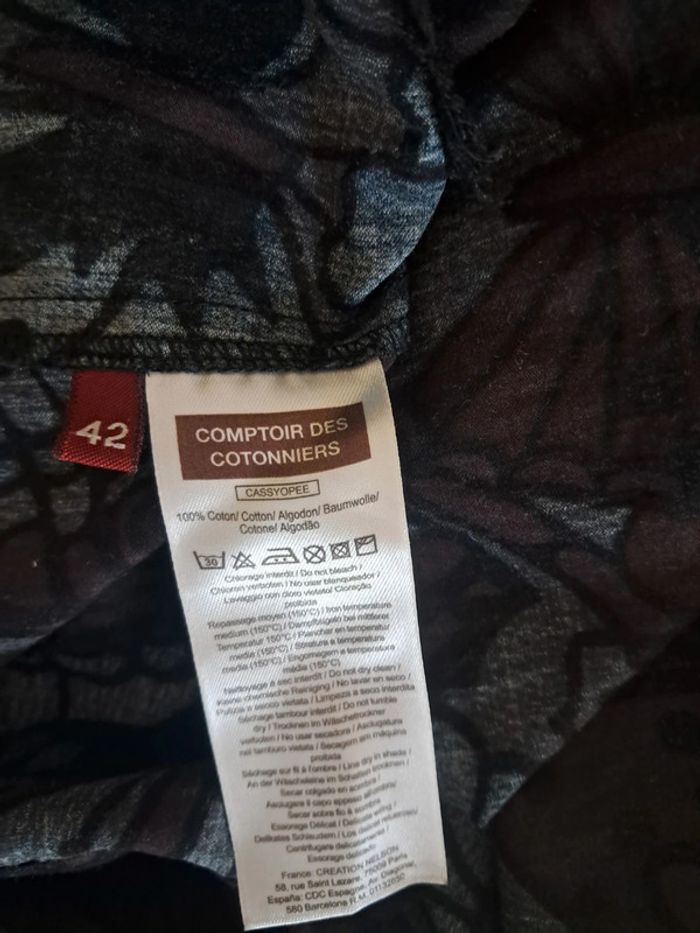 42
COMPTOIR DES
COTONNIERS
CASSYOPEE
100% Coton/ Cotton/ Algodon/ Baumwolle/
Cotone/ Algodão
30
Chlorage interdit / Do not bleach /
Chloren verboten / No usar blenqueador /
Lavaggio con cloro vietato/ Cloração
proibida
Repassage moyen (150°C) / Iron temperature
medium (150°C) / Dampfbügeln bei mittlerer
Temperatur 150°C / Planchar en temperatur
media (150°C) / Stiratura a temperatura
media (150°C) / Engomagem a temperature
média (150°C)
Nettoyage à sec interdit / Do not dry clean /
Keine chemische Reiniging / No lavar en seco /
Pulizia a secco vietata / Limpeza a seco interdita
Séchage tambour interdit / Do not tumble
dry / Trocknen im Wäschetrockner
verboten / No usar secadora / Asciugatura
nel tamburo vietata / Secagem am máquina
proibida
Séchage sur fil à l'ombre / Line dry in shade /
An der Wäscheleine im Schatten trocknen /
Secar colgado en sombra /
Asciugare il capo appeso all'ombra/
Secar sobre fio à sombra
Essorage Délicat / Delicate wring /
Delikates Schleudern / Los
Centrifugare delicatamente /
Essorage delicado
France: CREATION NELSON
58, rue Saint Lazare, 75009 Paris
España: CDC Espagne, Av. Diagonal,
580 Barcelona R.M. 01132650